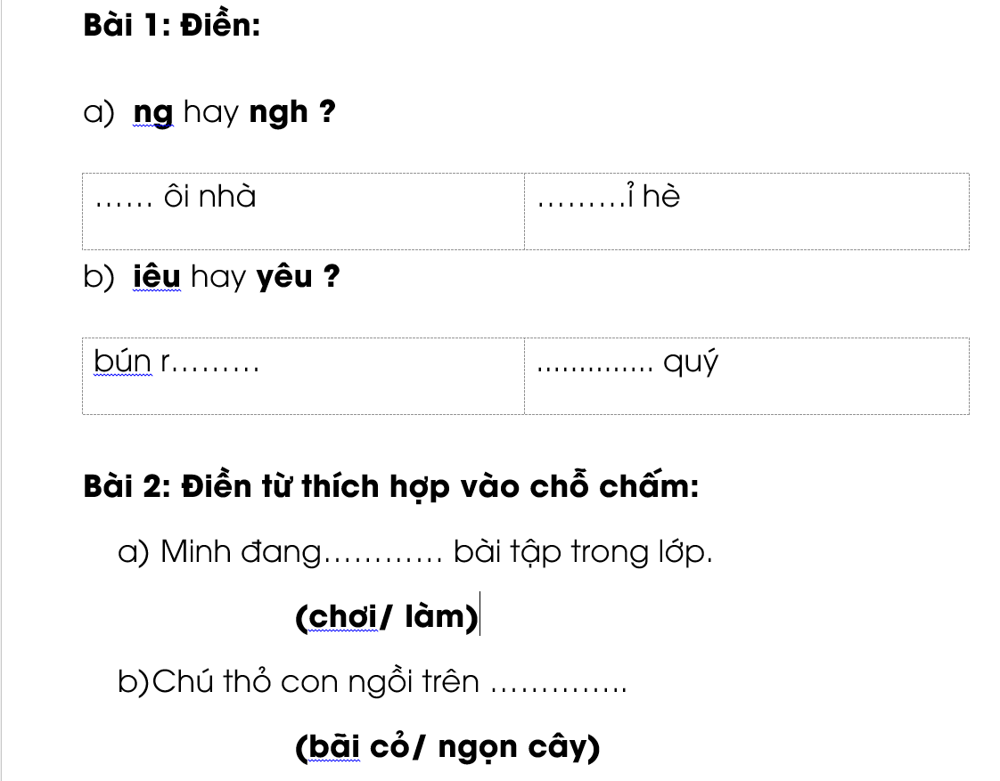 Bài 1: Điền:
a) ng hay ngh ?
...... ôi nhà
.........ỉ hè
b) iêu hay yêu ?
bún r.........
.............. quý
Bài 2: Điền từ thích hợp vào chỗ chấm:
a) Minh đang............ bài tập trong lớp.
(chơi/ làm)
b)Chú thỏ con ngồi trên ..............
(bãi cỏ/ ngọn cây)